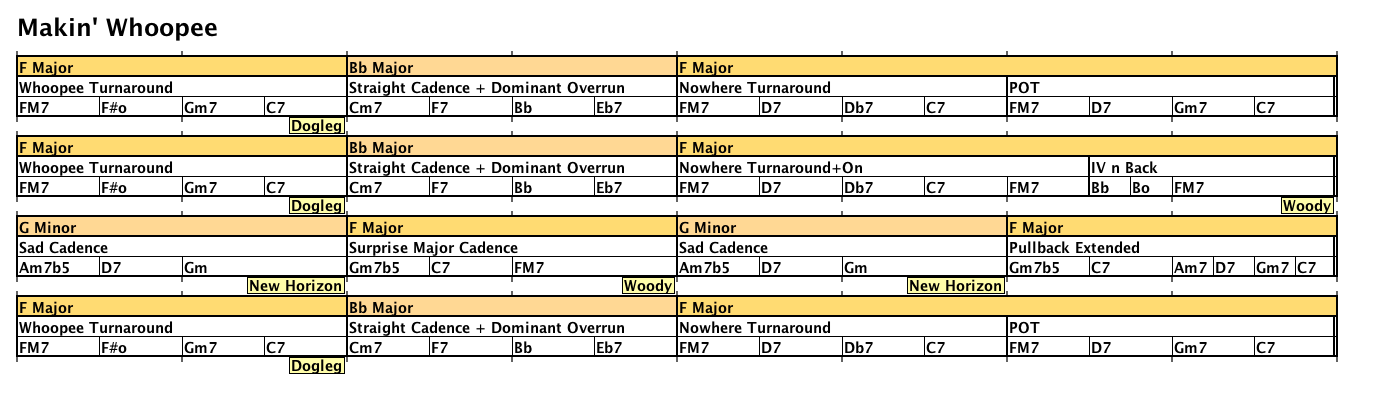 Makin' Whoopee
F Major Bb Major F Major
Whoopee Turnaround Straight Cadence + Dominant Overrun Nowhere Turnaround POT
FM7 F#o Gm7 C7 Cm7 F7 Bb Eb7 FM7 D7 Db7 C7 FM7 D7 Gm7 C7
Dogleg
F Major Bb Major F Major
Whoopee Turnaround Straight Cadence + Dominant Overrun Nowhere Turnaround+On IV n Back
FM7 F#o Gm7 C7 Cm7 F7 Bb Eb7 FM7 D7 Db7 C7 FM7 Bb Bo FM7
Dogleg Woody
G Minor F Major G Minor F Major
Sad Cadence Surprise Major Cadence Sad Cadence Pullback Extended
Am7b5 D7 Gm Gm7b5 C7 FM7 Am7b5 D7 Gm Gm7b5 C7 Am7 D7 Gm7 C7
New Horizon Woody New Horizon
F Major Bb Major F Major
Whoopee Turnaround Straight Cadence + Dominant Overrun Nowhere Turnaround POT
FM7 F#o Gm7 C7 Cm7 F7 Bb Eb7 FM7 D7 Db7 C7 FM7 D7 Gm7 C7
Dogleg